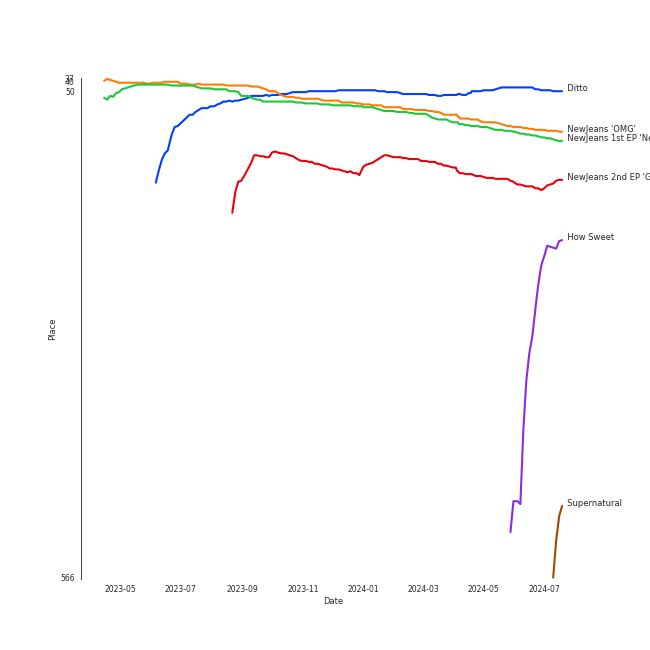 37
40
50
Ditto
NewJeans 'OMG'
NewJeans 1st EP 'Ne
NewJeans 2nd EP 'G
How Sweet
Place
Supernatural
566
2023-05 2023-07 2023-09 2023-11 2024-01 2024-03 2024-05 2024-07
Date